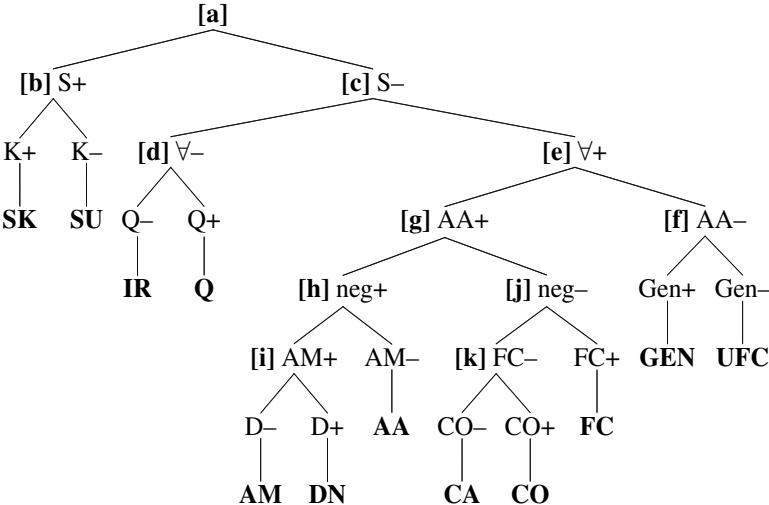 [a]
[b] S+ [c] S–
K+ K– [d] ∀– [e] ∀+
SK SU Q– Q+ [g] AA+ [f] AA–
IR Q [h] neg+ [j] neg– Gen+ Gen–
[i] AM+ AM– [k] FC– FC+ GEN UFC
D– D+ AA CO– CO+ FC
AM DN CA CO